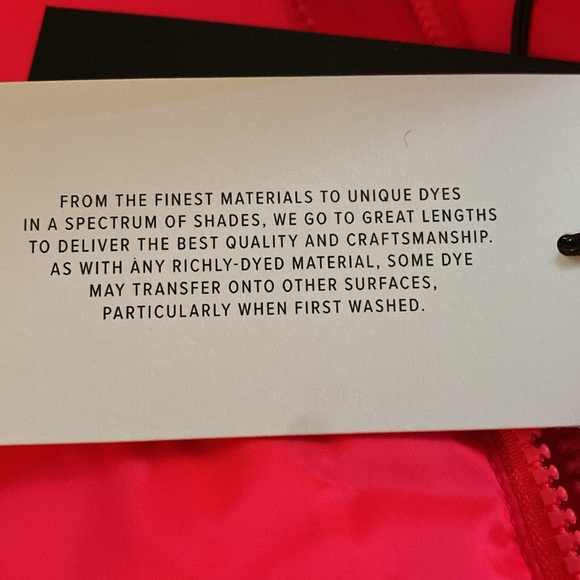 FROM THE FINEST MATERIALS TO UNIQUE DYES
IN A SPECTRUM OF SHADES, WE GO TO GREAT LENGTHS
TO DELIVER THE BEST QUALITY AND CRAFTSMANSHIP.
AS WITH ANY RICHLY-DYED MATERIAL, SOME DYE
MAY TRANSFER ONTO OTHER SURFACES,
PARTICULARLY WHEN FIRST WASHED.